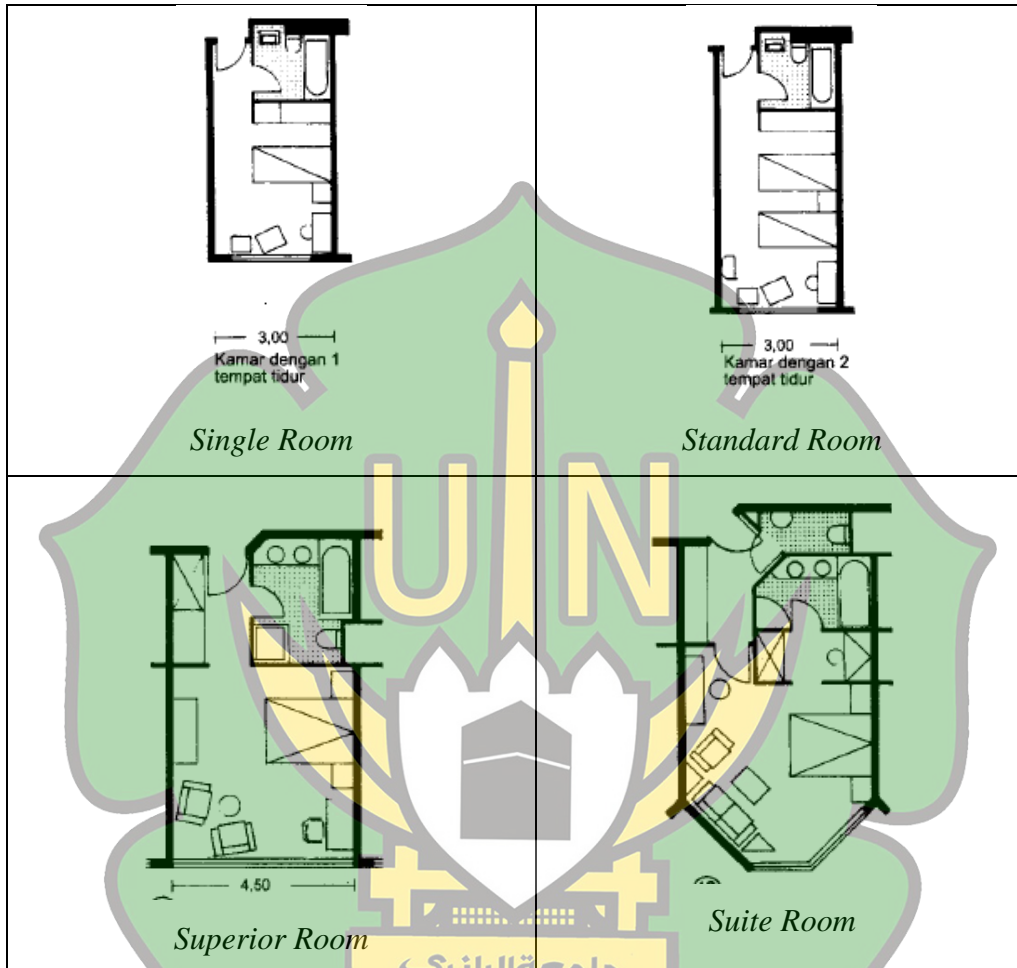 3,00
Kamar dengan 1
tempat tidur
Single Room
3,00
Kamar dengan 2
tempat tidur
Standard Room
UIN
4,50
Superior Room
Suite Room